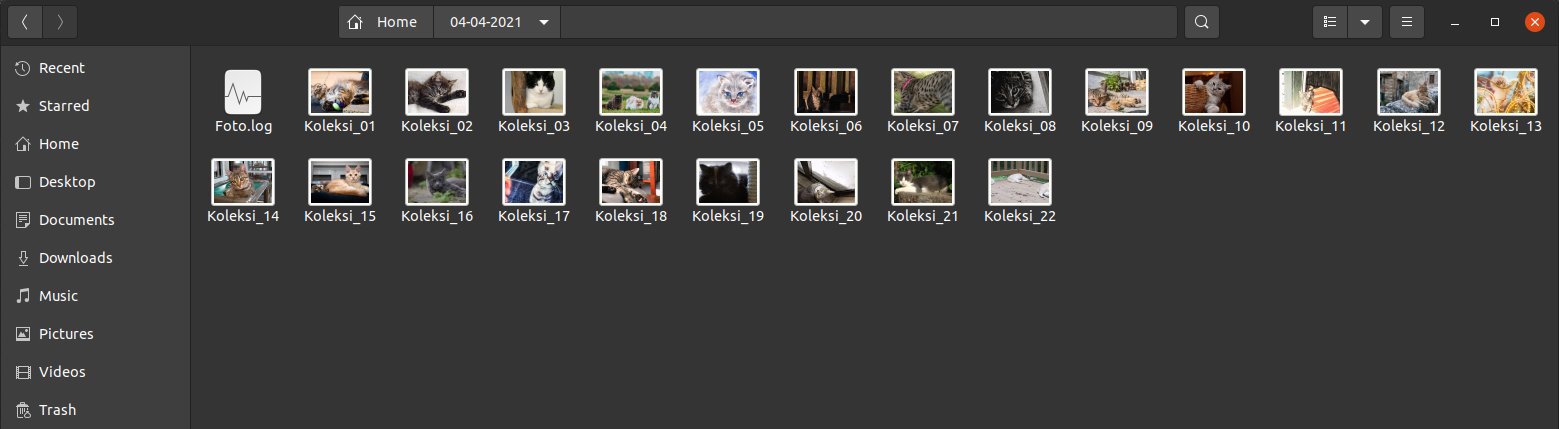 Home 04-04-2021
Recent
Starred
Home
Desktop
Documents
Downloads
Music
Pictures
Videos
Trash
Foto.log Koleksi_01 Koleksi_02 Koleksi_03 Koleksi_04 Koleksi_05 Koleksi_06 Koleksi_07 Koleksi_08 Koleksi_09 Koleksi_10 Koleksi_11 Koleksi_12 Koleksi_13
Koleksi_14 Koleksi_15 Koleksi_16 Koleksi_17 Koleksi_18 Koleksi_19 Koleksi_20 Koleksi_21 Koleksi_22